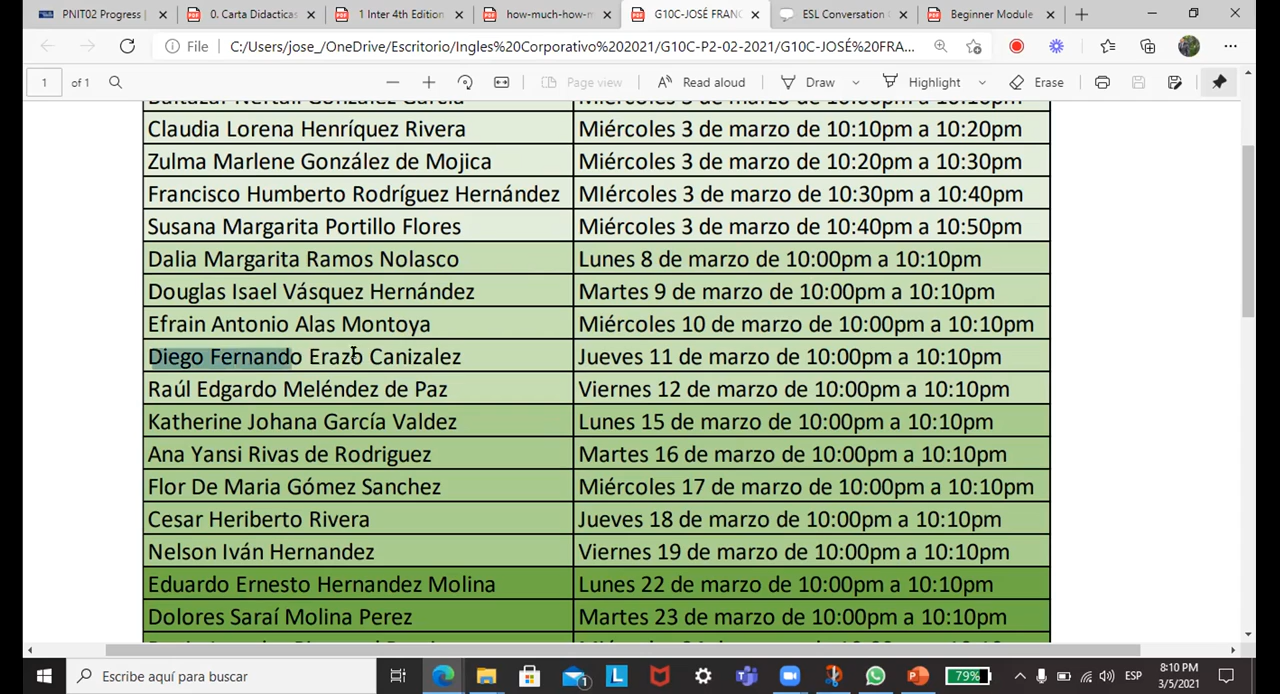 PNIT02 Progress |
0. Carta Didacticas
1 Inter 4th Edition
how-much-how-m
G10C-JOSÉ FRANC
ESL Conversation
Beginner Module
File
C:/Users/jose_/OneDrive/Escritorio/Ingles%20Corporativo%202021/G10C-P2-02-2021/G10C-JOSÉ%20FRA...
1 of 1
Page view
Read aloud
Draw
Highlight
Erase
Baltazar Neftalí González García Miércoles 3 de marzo de 10:00pm a 10:10pm
Claudia Lorena Henríquez Rivera Miércoles 3 de marzo de 10:10pm a 10:20pm
Zulma Marlene González de Mojica Miércoles 3 de marzo de 10:20pm a 10:30pm
Francisco Humberto Rodríguez Hernández MIércoles 3 de marzo de 10:30pm a 10:40pm
Susana Margarita Portillo Flores Miércoles 3 de marzo de 10:40pm a 10:50pm
Dalia Margarita Ramos Nolasco Lunes 8 de marzo de 10:00pm a 10:10pm
Douglas Isael Vásquez Hernández Martes 9 de marzo de 10:00pm a 10:10pm
Efrain Antonio Alas Montoya Miércoles 10 de marzo de 10:00pm a 10:10pm
Diego Fernando Erazo Canizalez Jueves 11 de marzo de 10:00pm a 10:10pm
Raúl Edgardo Meléndez de Paz Viernes 12 de marzo de 10:00pm a 10:10pm
Katherine Johana García Valdez Lunes 15 de marzo de 10:00pm a 10:10pm
Ana Yansi Rivas de Rodriguez Martes 16 de marzo de 10:00pm a 10:10pm
Flor De Maria Gómez Sanchez Miércoles 17 de marzo de 10:00pm a 10:10pm
Cesar Heriberto Rivera Jueves 18 de marzo de 10:00pm a 10:10pm
Nelson Iván Hernandez Viernes 19 de marzo de 10:00pm a 10:10pm
Eduardo Ernesto Hernandez Molina Lunes 22 de marzo de 10:00pm a 10:10pm
Dolores Saraí Molina Perez Martes 23 de marzo de 10:00pm a 10:10pm
Escribe aquí para buscar
79%
ESP
8:10 PM
3/5/2021